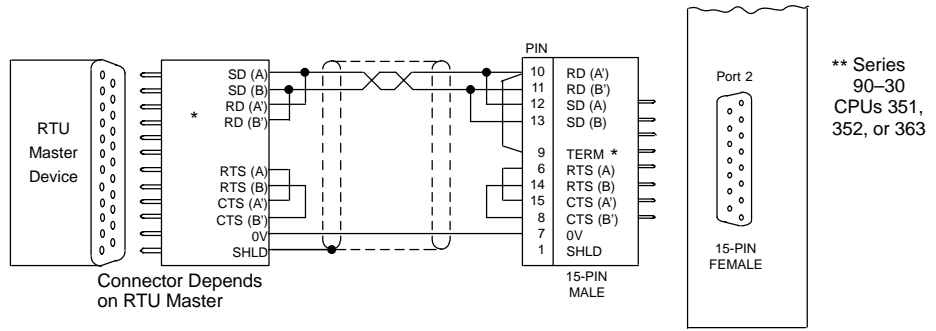 RTU
Master
Device
*
SD (A)
SD (B)
RD (A')
RD (B')
RTS (A)
RTS (B)
CTS (A')
CTS (B')
0V
SHLD
Connector Depends
on RTU Master
PIN
10 RD (A')
11 RD (B')
12 SD (A)
13 SD (B)
9 TERM *
6 RTS (A)
14 RTS (B)
15 CTS (A')
8 CTS (B')
7 0V
1 SHLD
15-PIN
MALE
Port 2
15-PIN
FEMALE
** Series
90–30
CPUs 351,
352, or 363